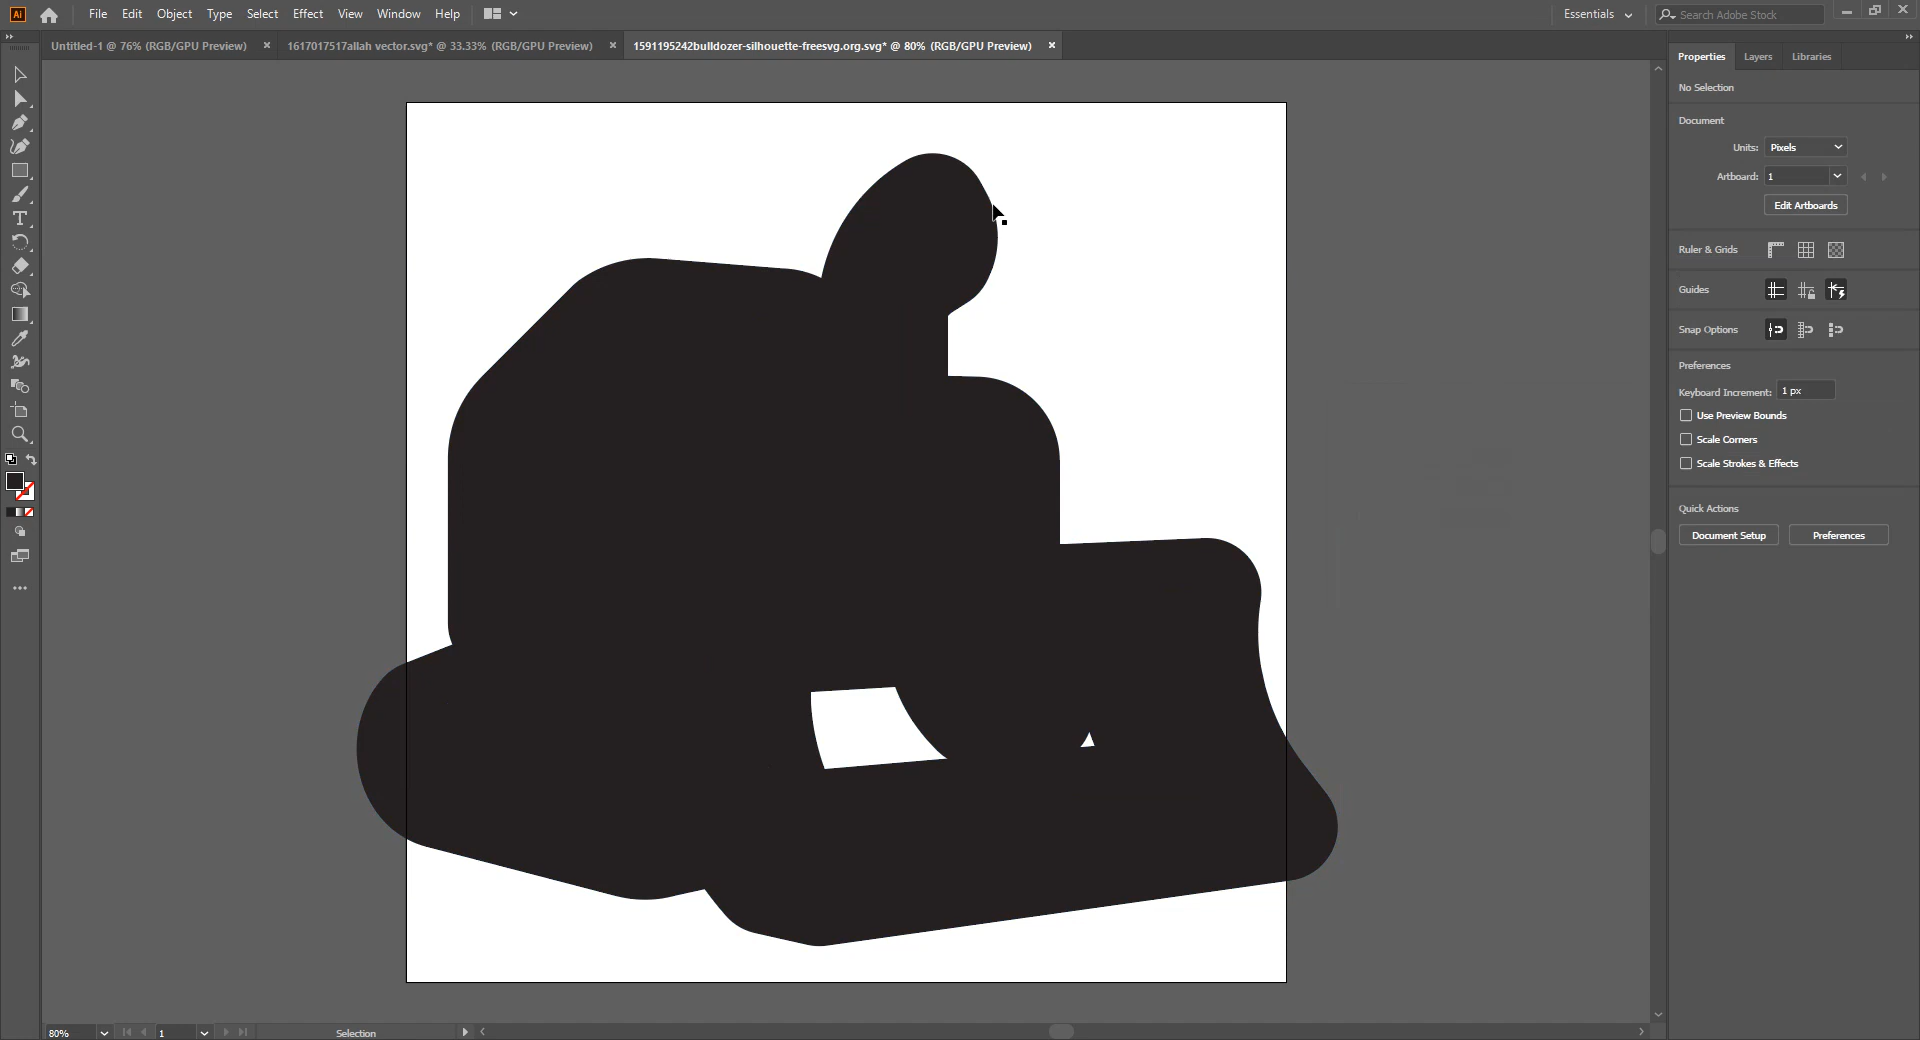 Ai File Edit Object Type Select Effect View Window Help Essentials Search Adobe Stock
Untitled-1 @ 76% (RGB/GPU Preview) × 1617017517allah vector.svg* @ 33.33% (RGB/GPU Preview) × 1591195242bulldozer-silhouette-freesvg.org.svg* @ 80% (RGB/GPU Preview) ×
Properties Layers Libraries
No Selection
Document
Units: Pixels
Artboard: 1
Edit Artboards
Ruler & Grids
Guides
Snap Options
Preferences
Keyboard Increment: 1 px
Use Preview Bounds
Scale Corners
Scale Strokes & Effects
Quick Actions
Document Setup Preferences
80% 1 Selection